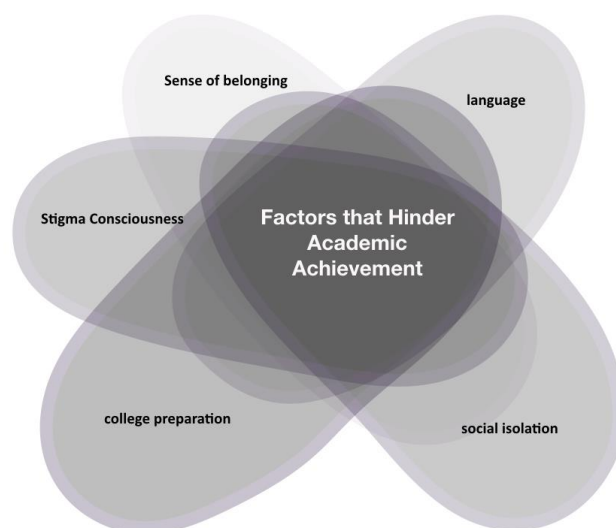 Sense of belonging
language
Stigma Consciousness
Factors that Hinder
Academic
Achievement
college preparation
social isolation